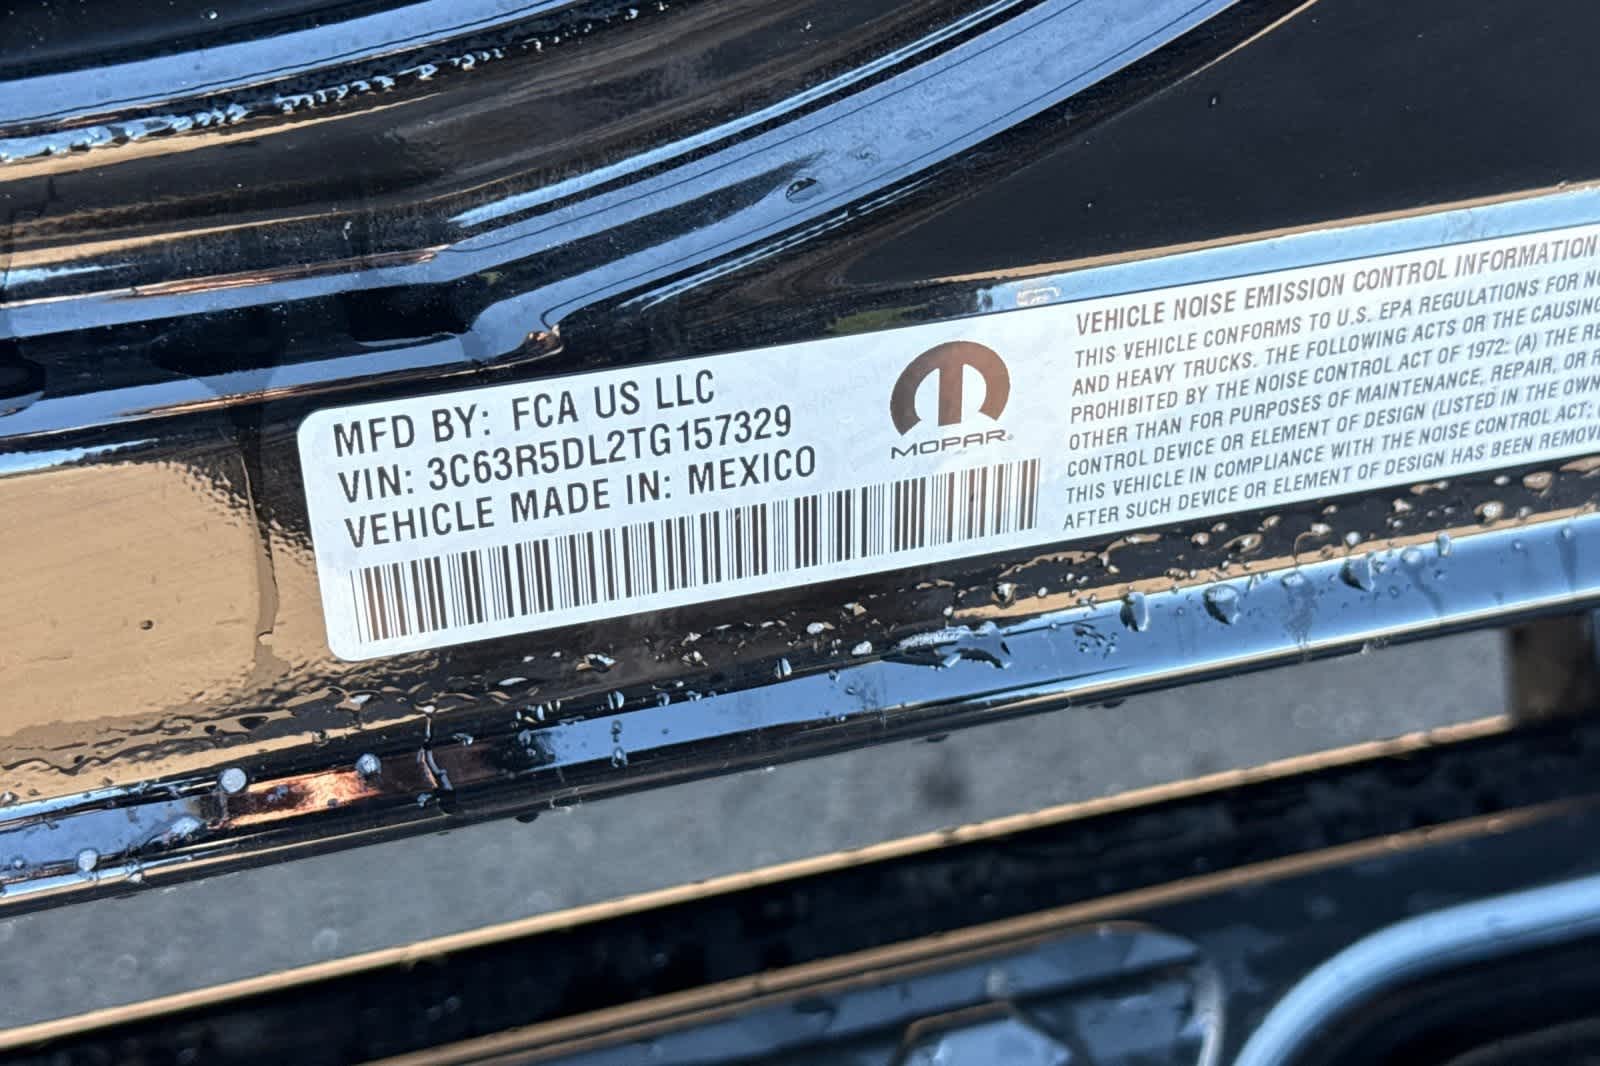 MFD BY: FCA US LLC
VIN: 3C63R5DL2TG157329
VEHICLE MADE IN: MEXICO
MOPAR®
VEHICLE NOISE EMISSION CONTROL INFORMATION
THIS VEHICLE CONFORMS TO U.S. EPA REGULATIONS FOR
AND HEAVY TRUCKS. THE FOLLOWING ACTS OR THE CAUSING
PROHIBITED BY THE NOISE CONTROL ACT OF 1972: (A) THE
OTHER THAN FOR PURPOSES OF MAINTENANCE, REPAIR, OR
CONTROL DEVICE OR ELEMENT OF DESIGN (LISTED IN THE
THIS VEHICLE IN COMPLIANCE WITH THE NOISE CONTROL ACT;
AFTER SUCH DEVICE OR ELEMENT OF DESIGN HAS BEEN